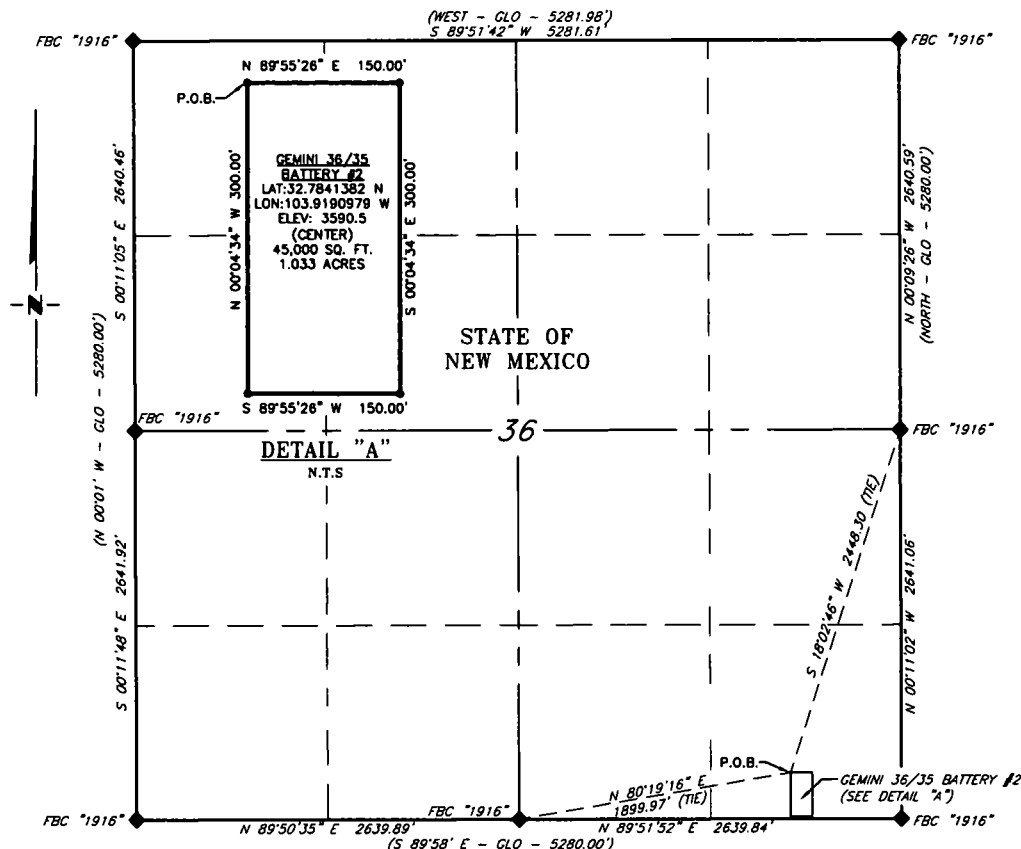 (WEST - GLO - 5281.98')
S 89°51'42" W 5281.61'
FBC "1916"
FBC "1916"
N 89°55'26" E 150.00'
P.O.B.
GEMINI 36/35
BATTERY #2
LAT:32.7841382 N
LON:103.9190979 W
ELEV: 3590.5
(CENTER)
45,000 SQ. FT.
1.033 ACRES
N 00°04'34" W 300.00'
S 00°04'34" E 300.00'
S 89°55'26" W 150.00'
S 00°11'05" E 2640.46'
N 00°09'26" W 2640.59'
(NORTH - GLO - 5280.00')
(N 00°01' W - GLO - 5280.00')
N
STATE OF
NEW MEXICO
FBC "1916"
36
FBC "1916"
DETAIL "A"
N.T.S
S 00°11'48" E 2641.92'
S 18°02'46" W 2448.30 (TIE)
N 00°11'02" W 2641.06'
P.O.B.
N 80°19'16" E
1899.97' (TIE)
GEMINI 36/35 BATTERY #2
(SEE DETAIL "A")
FBC "1916"
FBC "1916"
FBC "1916"
N 89°50'35" E 2639.89'
N 89°51'52" E 2639.84'
(S 89°58' E - GLO - 5280.00')